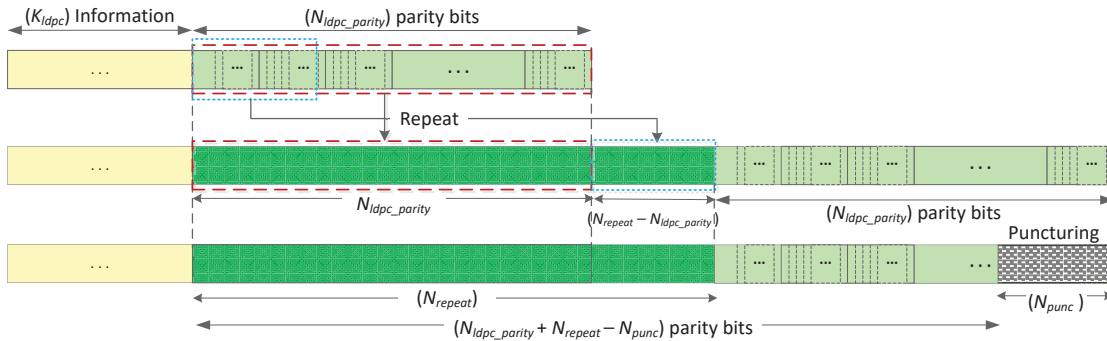 (K_ldpc) Information (N_ldpc_parity) parity bits
... ... ... ... ... ...
Repeat
... ... ... ... ... ...
N_ldpc_parity (N_repeat – N_ldpc_parity) (N_ldpc_parity) parity bits
Puncturing
... ... ... ... ...
(N_repeat) (N_punc)
(N_ldpc_parity + N_repeat – N_punc) parity bits